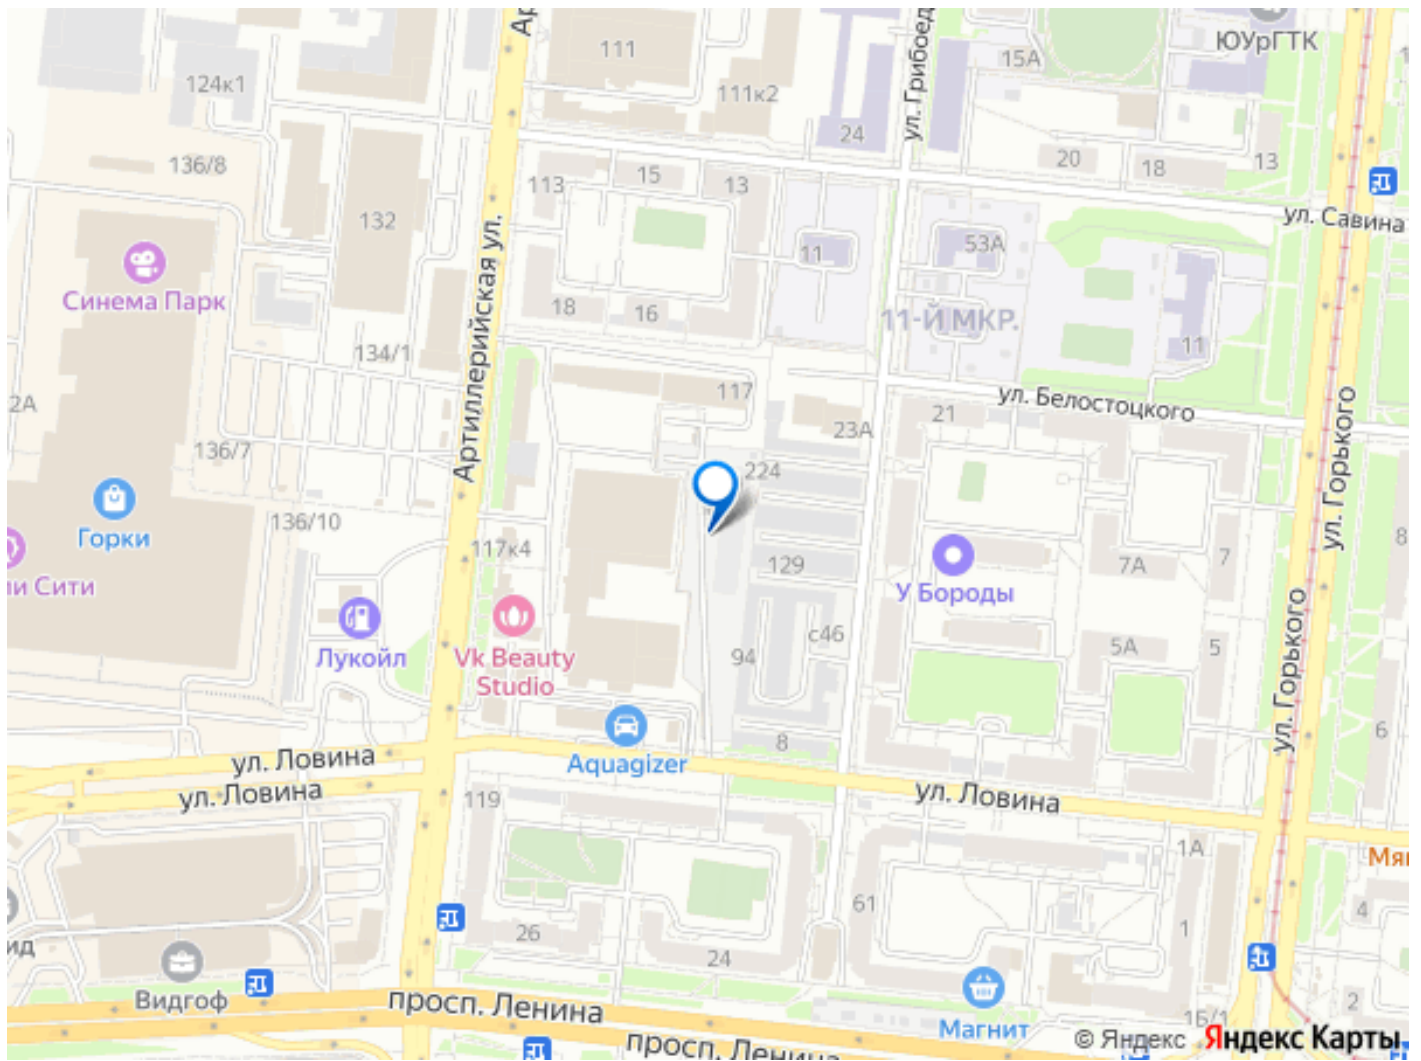 Ар
111
ул. Грибоед
15А
ЮУрГТК
124к1
111к2
24
136/8
113
15
13
20
18
13
132
ул. Савина
11
53А
Синема Парк
Артиллерийская ул.
18
16
11-Й МКР.
134/1
11
2А
117
ул. Белостоцкого
21
23А
ул. Горького
136/7
224
Горки
136/10
117к4
129
7А
7
8
и Сити
У Бороды
Лукойл
Vk Beauty
Studio
с46
94
5А
5
ул. Горького
8
6
ул. Ловина
Aquagizer
ул. Ловина
119
ул. Ловина
1А
Мя
61
4
26
24
1
ид
Видгоф
просп. Ленина
Магнит
16/1
2
просп. Ленина
© Яндекс Яндекс Карты